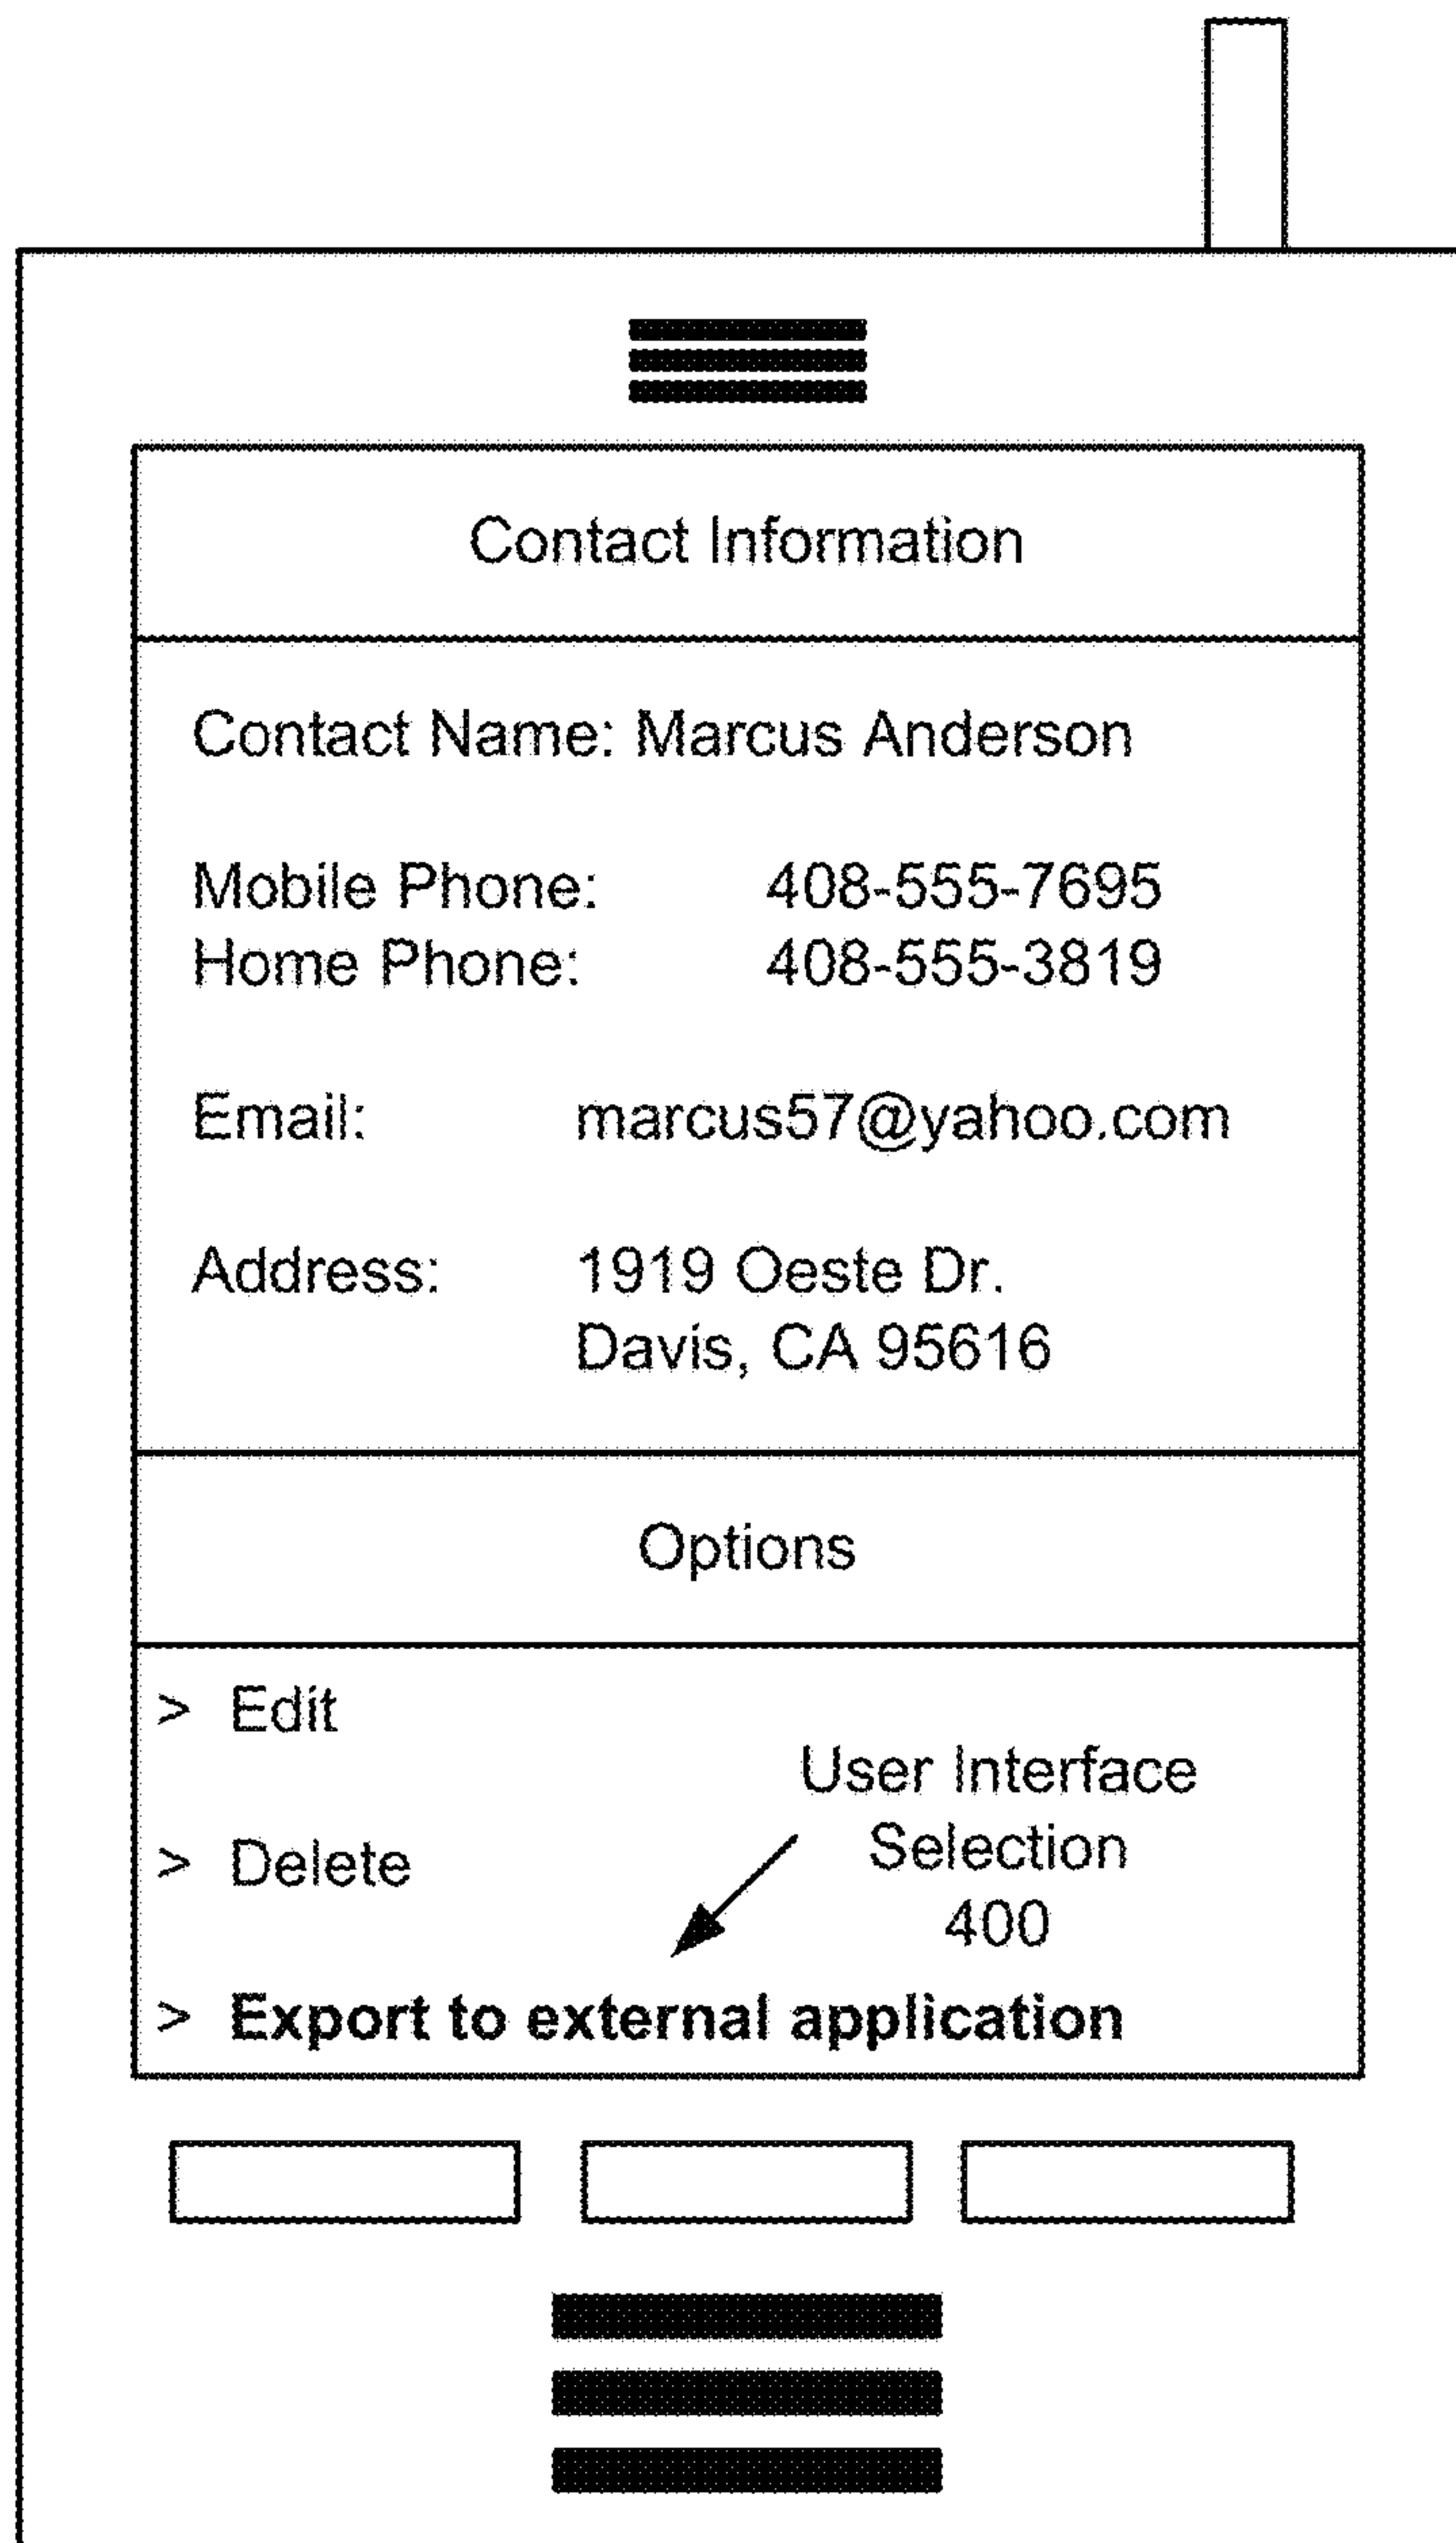 Contact Information
Contact Name: Marcus Anderson
Mobile Phone: 408-555-7695
Home Phone: 408-555-3819
Email: marcus57@yahoo.com
Address: 1919 Oeste Dr.
Davis, CA 95616
Options
> Edit
User Interface
Selection
400
> Delete
> Export to external application